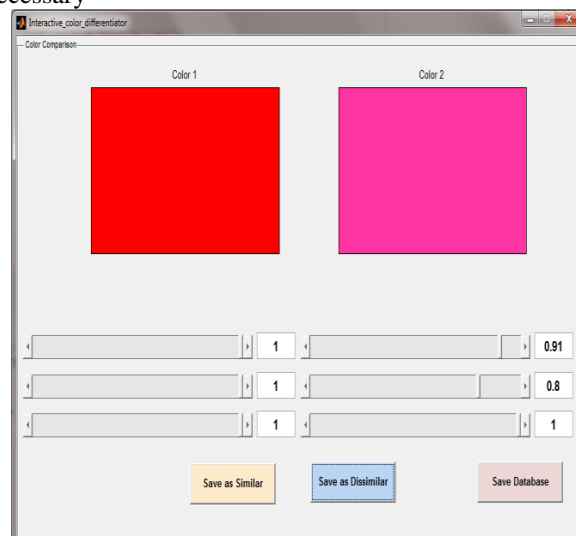 ecessary
Interactive_color_differentiator
Color Comparison
Color 1 Color 2
1 0.91
1 0.8
1 1
Save as Similar Save as Dissimilar Save Database